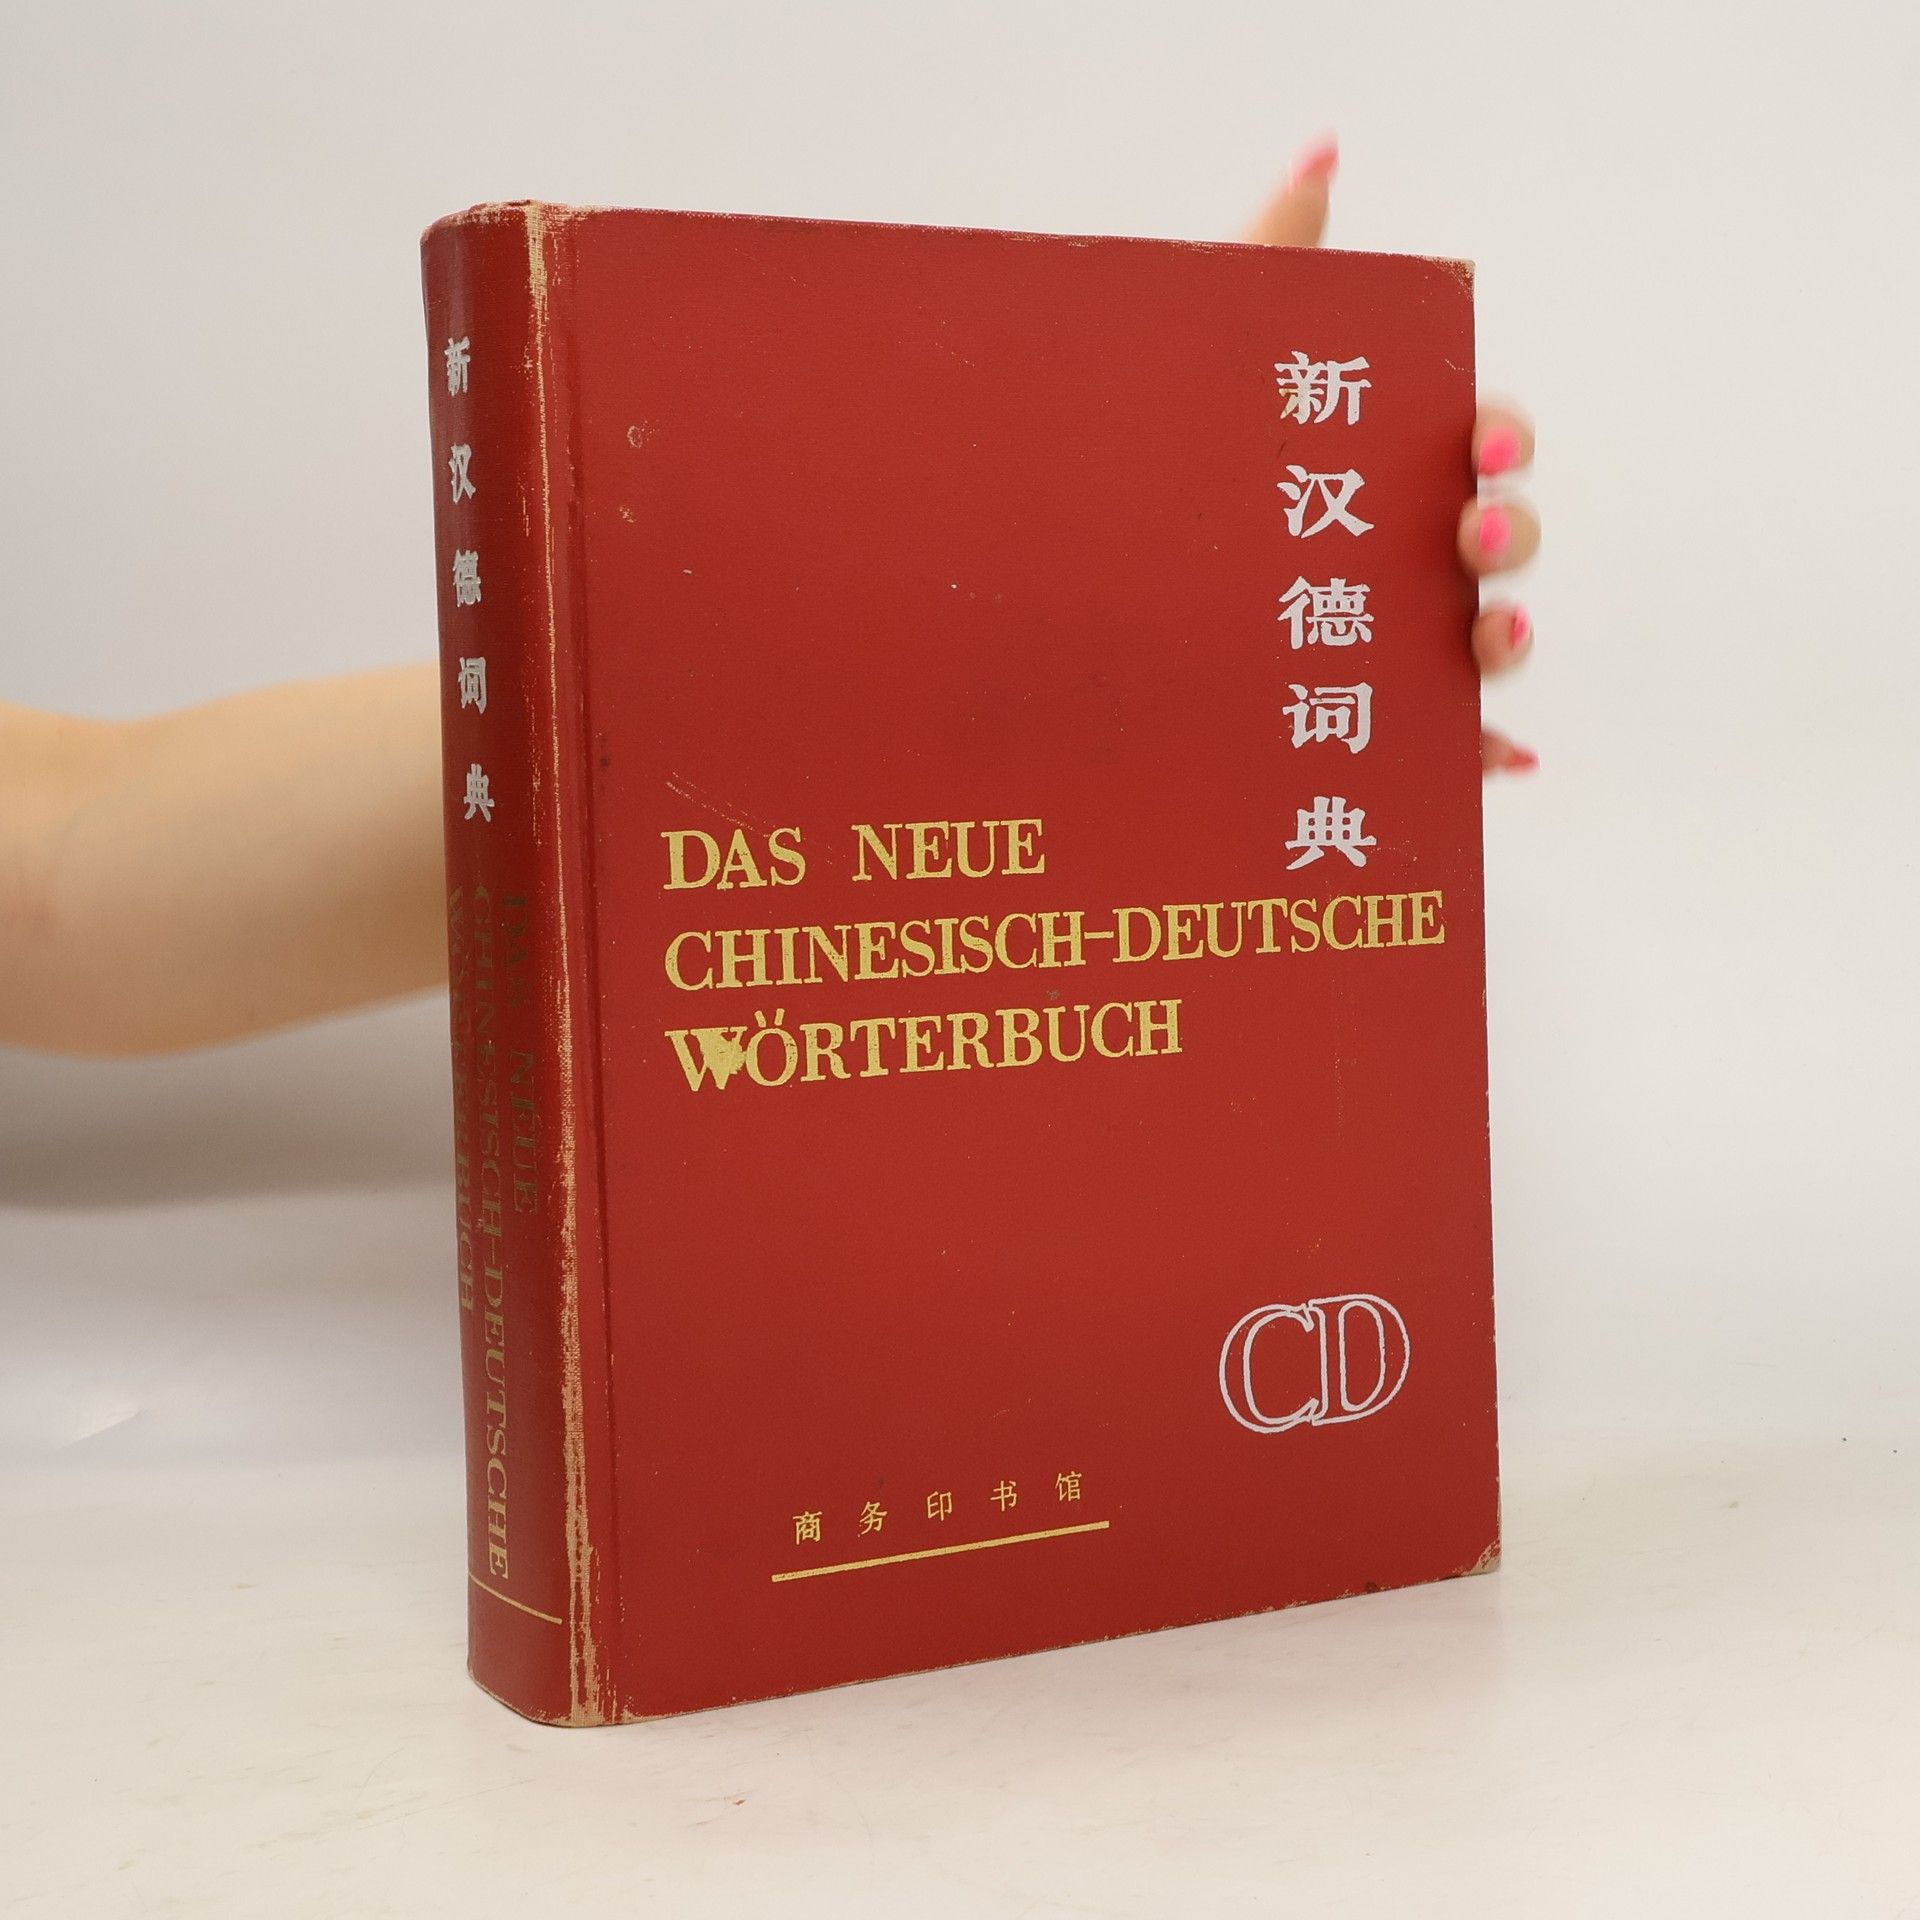 新汉德词典
DAS NEUE
CHINESISCH-DEUTSCHE
WÖRTERBUCH
新汉德词典
DAS NEUE
CHINESISCH-DEUTSCHE
WÖRTERBUCH
CD
商务印书馆